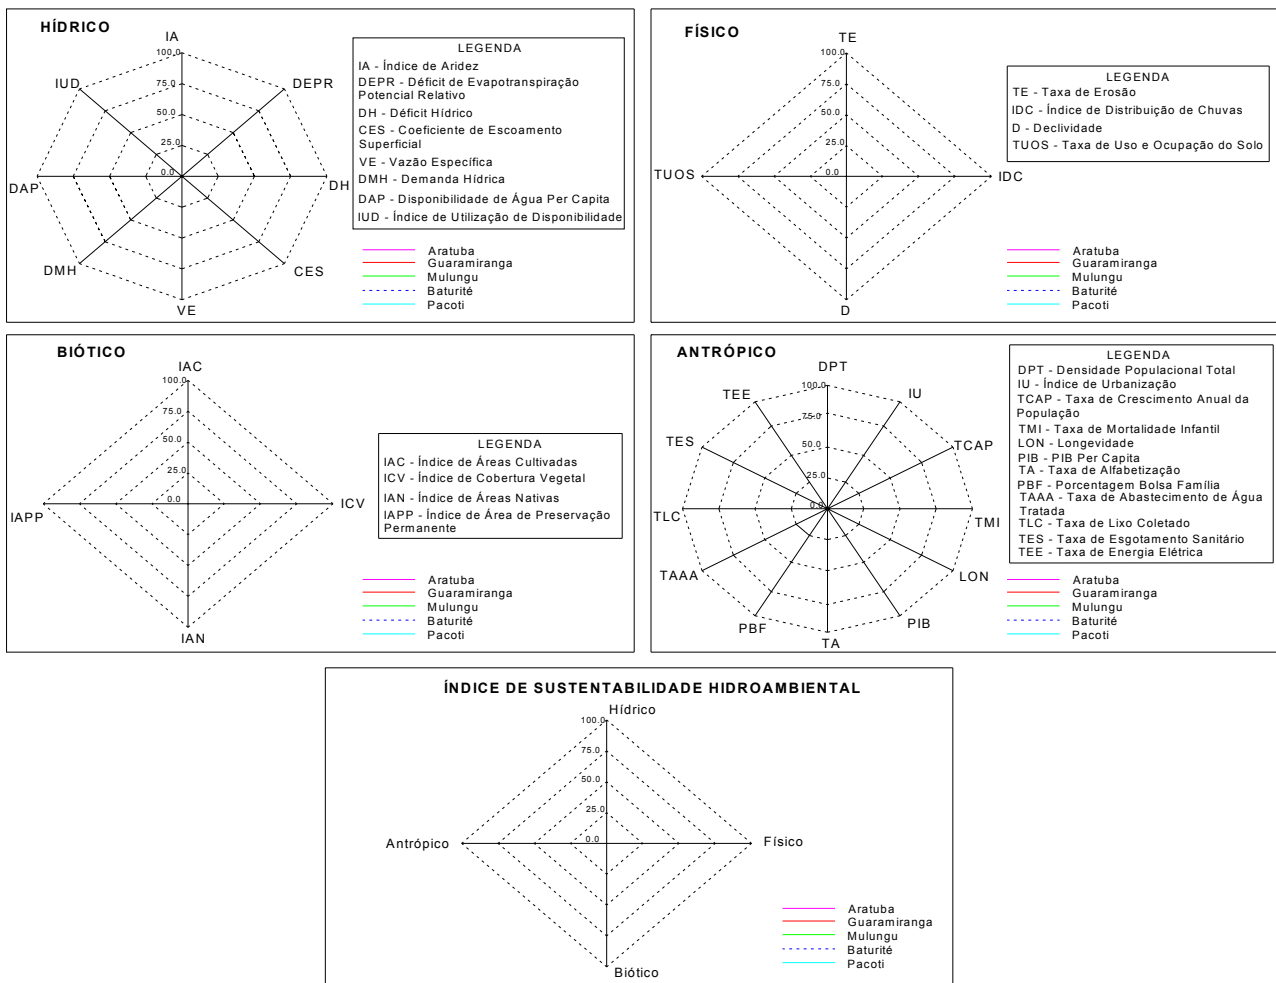 HÍDRICO
IA
100.0
75.0
50.0
25.0
0.0
IUD
DEPR
DAP
DH
DMH
CES
VE
LEGENDA
IA - Índice de Aridez
DEPR - Déficit de Evapotranspiração
Potencial Relativo
DH - Déficit Hídrico
CES - Coeficiente de Escoamento
Superficial
VE - Vazão Específica
DMH - Demanda Hídrica
DAP - Disponibilidade de Água Per Capita
IUD - Índice de Utilização de Disponibilidade
Aratuba
Guaramiranga
Mulungu
Baturité
Pacoti
FÍSICO
TE
100.0
75.0
50.0
25.0
0.0
TUOS
IDC
D
LEGENDA
TE - Taxa de Erosão
IDC - Índice de Distribuição de Chuvas
D - Declividade
TUOS - Taxa de Uso e Ocupação do Solo
Aratuba
Guaramiranga
Mulungu
Baturité
Pacoti
BIÓTICO
IAC
100.0
75.0
50.0
25.0
0.0
IAPP
ICV
IAN
LEGENDA
IAC - Índice de Áreas Cultivadas
ICV - Índice de Cobertura Vegetal
IAN - Índice de Áreas Nativas
IAPP - Índice de Área de Preservação
Permanente
Aratuba
Guaramiranga
Mulungu
Baturité
Pacoti
ANTRÓPICO
DPT
100.0
75.0
50.0
25.0
0.0
TEE
IU
TES
TCAP
TLC
TMI
TAAA
LON
PBF
PIB
TA
LEGENDA
DPT - Densidade Populacional Total
IU - Índice de Urbanização
TCAP - Taxa de Crescimento Anual da
População
TMI - Taxa de Mortalidade Infantil
LON - Longevidade
PIB - PIB Per Capita
TA - Taxa de Alfabetização
PBF - Porcentagem Bolsa Família
TAAA - Taxa de Abastecimento de Água
Tratada
TLC - Taxa de Lixo Coletado
TES - Taxa de Esgotamento Sanitário
TEE - Taxa de Energia Elétrica
Aratuba
Guaramiranga
Mulungu
Baturité
Pacoti
ÍNDICE DE SUSTENTABILIDADE HIDROAMBIENTAL
Hídrico
100.0
75.0
50.0
25.0
0.0
Antrópico
Físico
Biótico
Aratuba
Guaramiranga
Mulungu
Baturité
Pacoti